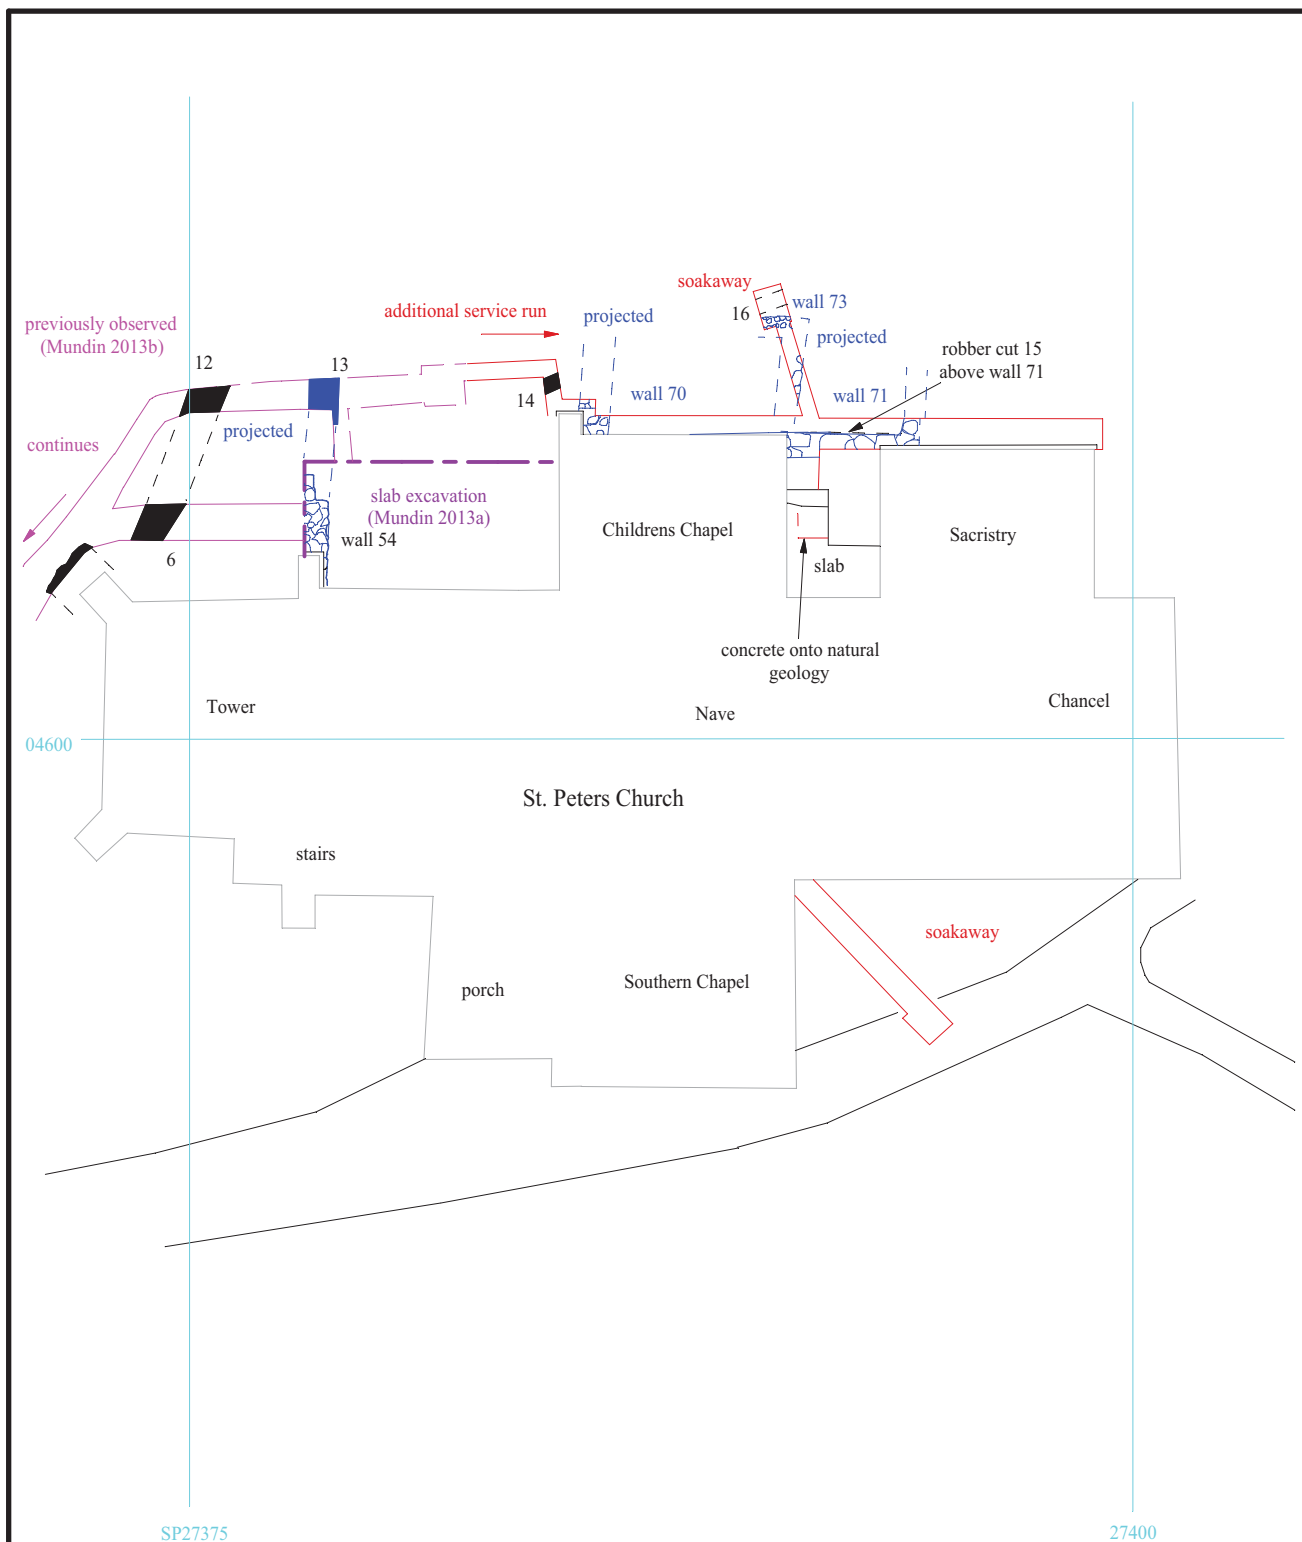 soakaway
16
wall 73
additional service run
projected
previously observed
(Mundin 2013b)
projected
robber cut 15
above wall 71
12
13
14
wall 70
wall 71
continues
projected
slab excavation
(Mundin 2013a)
Childrens Chapel
Sacristry
wall 54
6
slab
concrete onto natural
geology
Tower
Nave
Chancel
04600
St. Peters Church
stairs
soakaway
Southern Chapel
porch
SP27375
27400